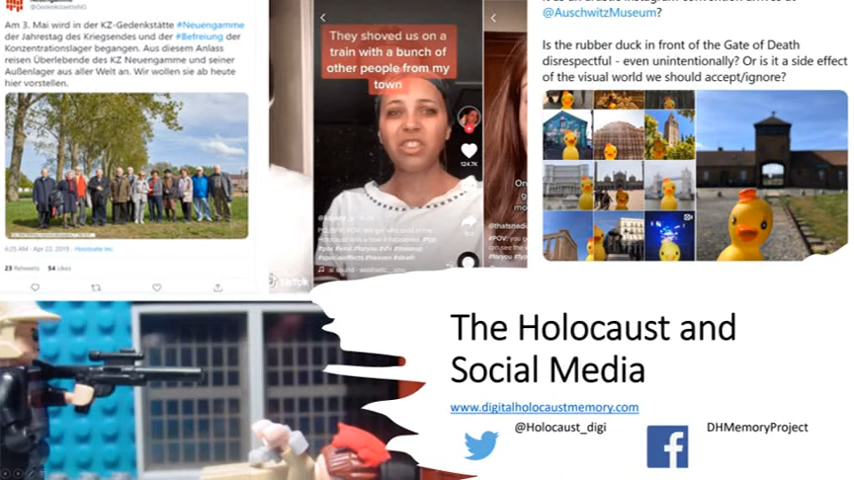 @GedenkstaetteNG
Am 3. Mai wird in der KZ-Gedenkstätte #Neuengamme
der Jahrestag des Kriegsendes und der #Befreiung der
Konzentrationslager begangen. Aus diesem Anlass
reisen Überlebende des KZ Neuengamme und seiner
Außenlager aus aller Welt an. Wir wollen sie ab heute
hier vorstellen.
6:25 AM · Apr 22, 2019 · Hootsuite Inc.
23 Retweets 54 Likes
They shoved us on a
train with a bunch of
other people from my
town
124.7K
TikTok
@AuschwitzMuseum?
Is the rubber duck in front of the Gate of Death
disrespectful - even unintentionally? Or is it a side effect
of the visual world we should accept/ignore?
The Holocaust and
Social Media
www.digitalholocaustmemory.com
@Holocaust_digi
DHMemoryProject